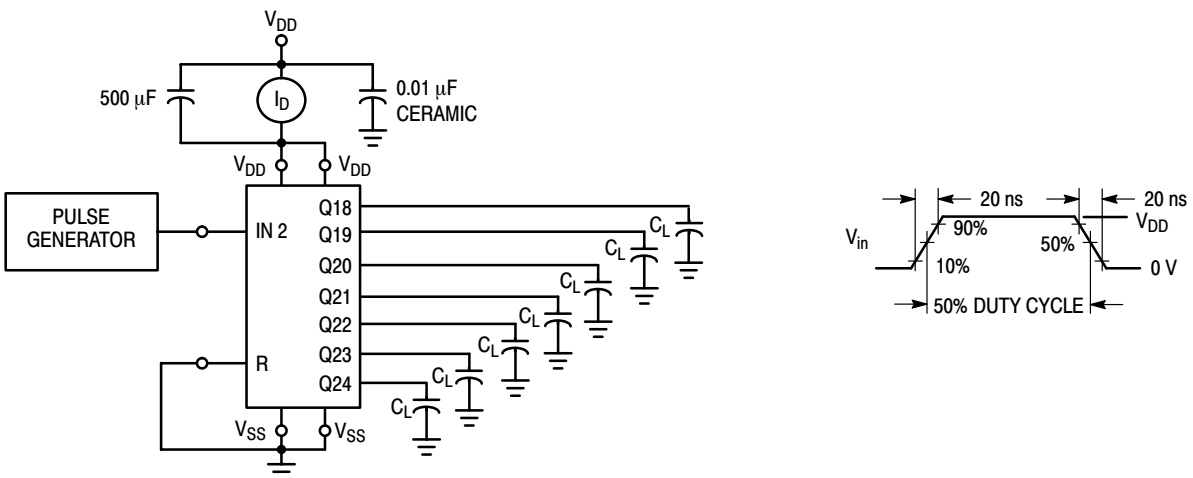 V_DD
500 μF
I_D
0.01 μF
CERAMIC
V_DD
V_DD
PULSE
GENERATOR
IN 2
R
Q18
Q19
Q20
Q21
Q22
Q23
Q24
C_L
C_L
C_L
C_L
C_L
C_L
C_L
V_SS
V_SS
20 ns
20 ns
V_in
90%
10%
50%
V_DD
0 V
50% DUTY CYCLE